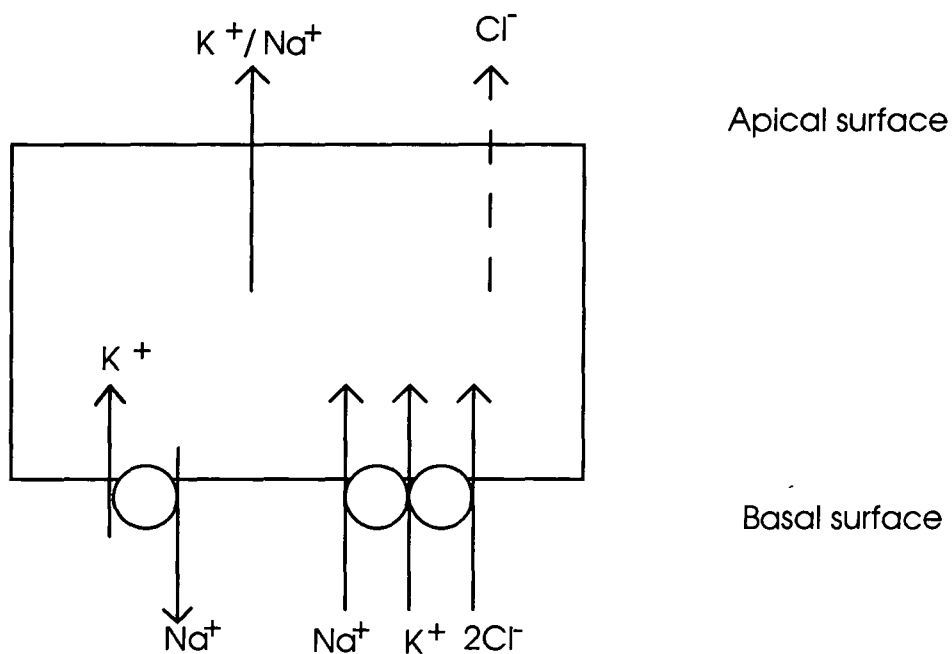 K⁺/Na⁺
Cl⁻
Apical surface
K⁺
Basal surface
Na⁺
Na⁺ K⁺ 2Cl⁻